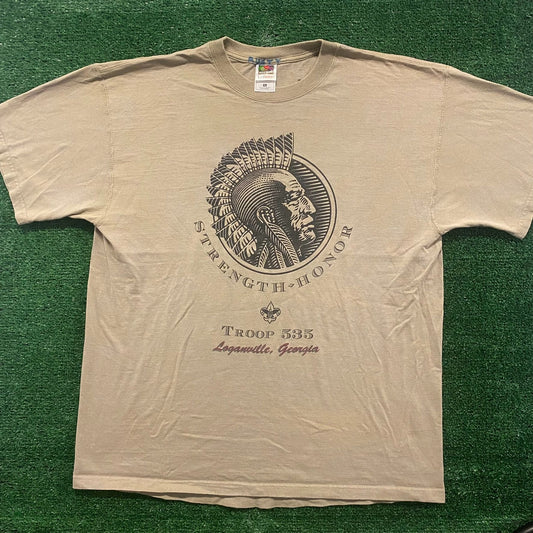 STRENGTH - HONOR
TROOP 535
Loganville, Georgia